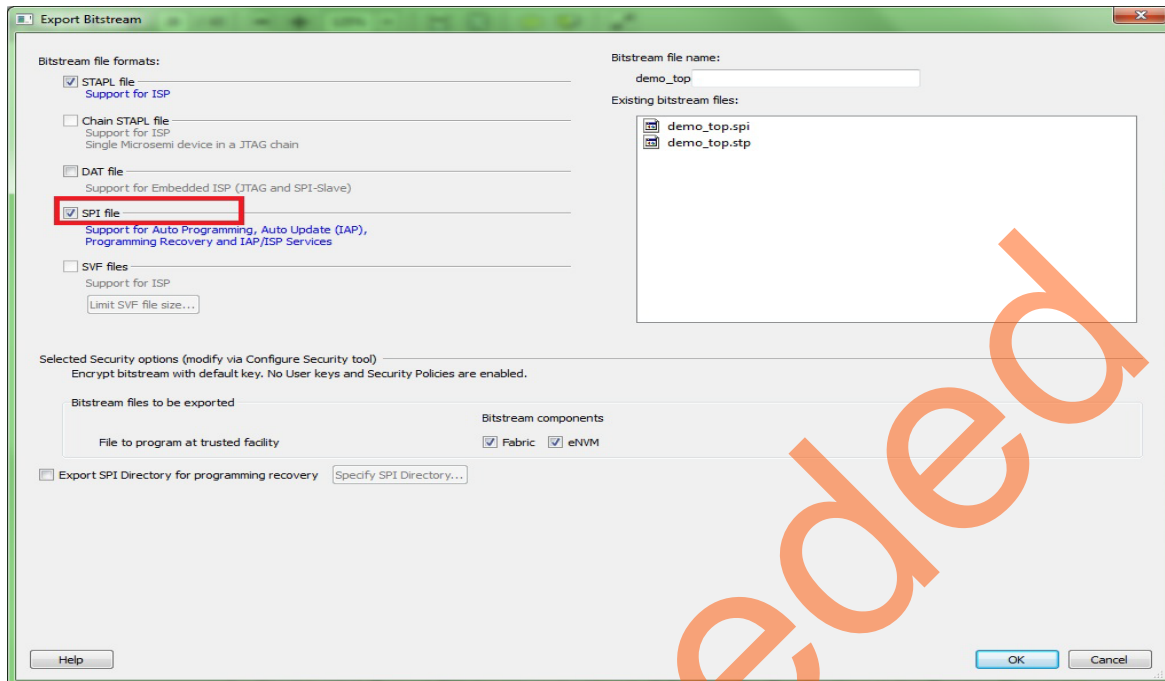 Export Bitstream
Bitstream file formats:
STAPL file
Support for ISP
Chain STAPL file
Support for ISP
Single Microsemi device in a JTAG chain
DAT file
Support for Embedded ISP (JTAG and SPI-Slave)
SPI file
Support for Auto Programming, Auto Update (IAP),
Programming Recovery and IAP/ISP Services
SVF files
Support for ISP
Limit SVF file size...
Bitstream file name:
demo_top
Existing bitstream files:
demo_top.spi
demo_top.stp
Selected Security options (modify via Configure Security tool)
Encrypt bitstream with default key. No User keys and Security Policies are enabled.
Bitstream files to be exported
Bitstream components
File to program at trusted facility
Fabric eNVM
Export SPI Directory for programming recovery
Specify SPI Directory...
Help
OK
Cancel
ded